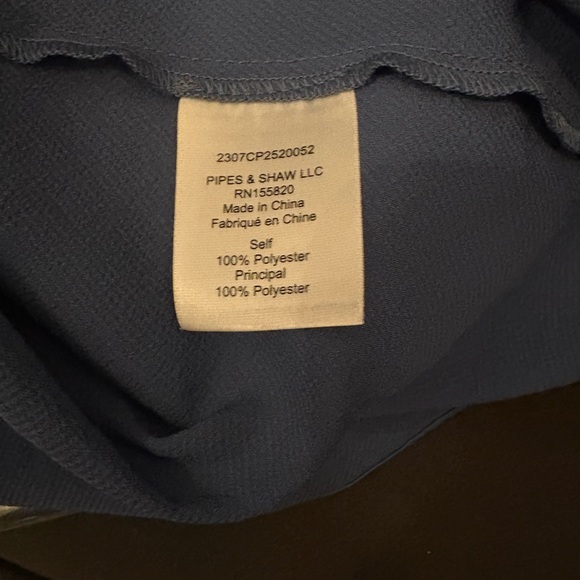 2307CP2520052
PIPES & SHAW LLC
RN155820
Made in China
Fabriqué en Chine
Self
100% Polyester
Principal
100% Polyester